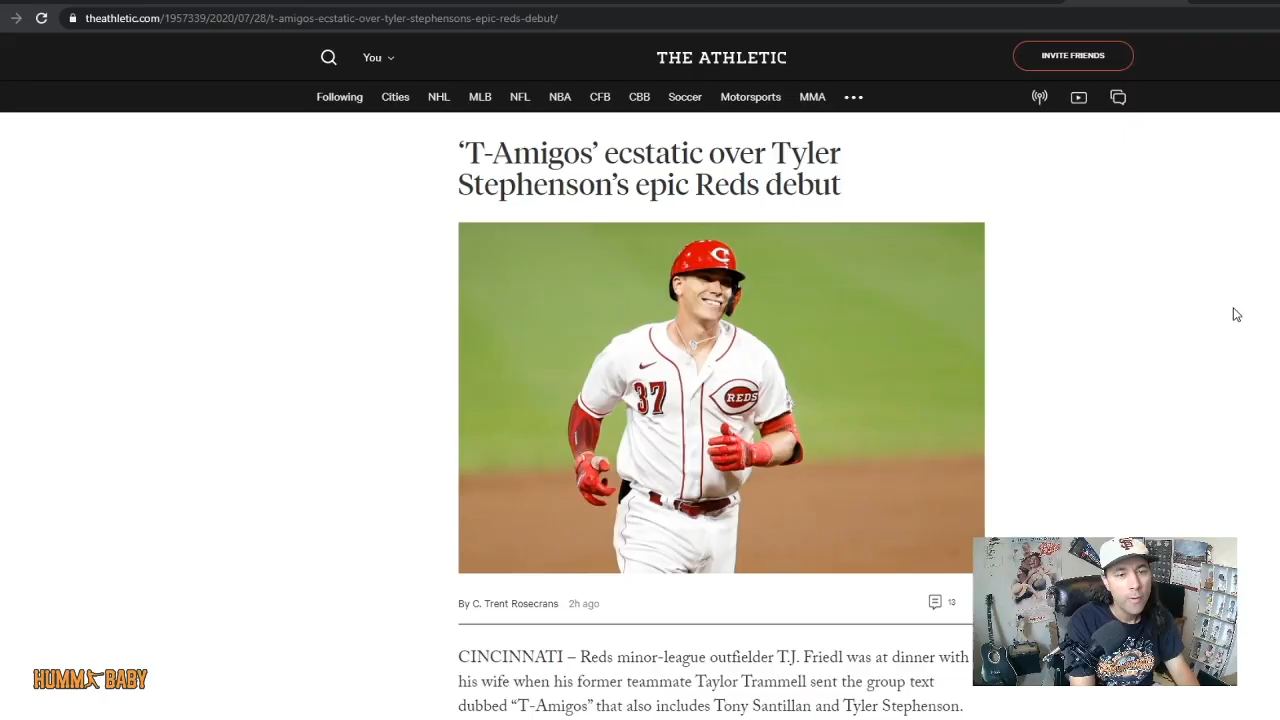 theathletic.com/1957339/2020/07/28/t-amigos-ecstatic-over-tyler-stephensons-epic-reds-debut/
You
THE ATHLETIC
INVITE FRIENDS
Following Cities NHL MLB NFL NBA CFB CBB Soccer Motorsports MMA •••
‘T-Amigos’ ecstatic over Tyler
Stephenson’s epic Reds debut
C
37
REDS
By C. Trent Rosecrans 2h ago
13
CINCINNATI – Reds minor-league outfielder T.J. Friedl was at dinner with
his wife when his former teammate Taylor Trammell sent the group text
dubbed “T-Amigos” that also includes Tony Santillan and Tyler Stephenson.
HUMM BABY